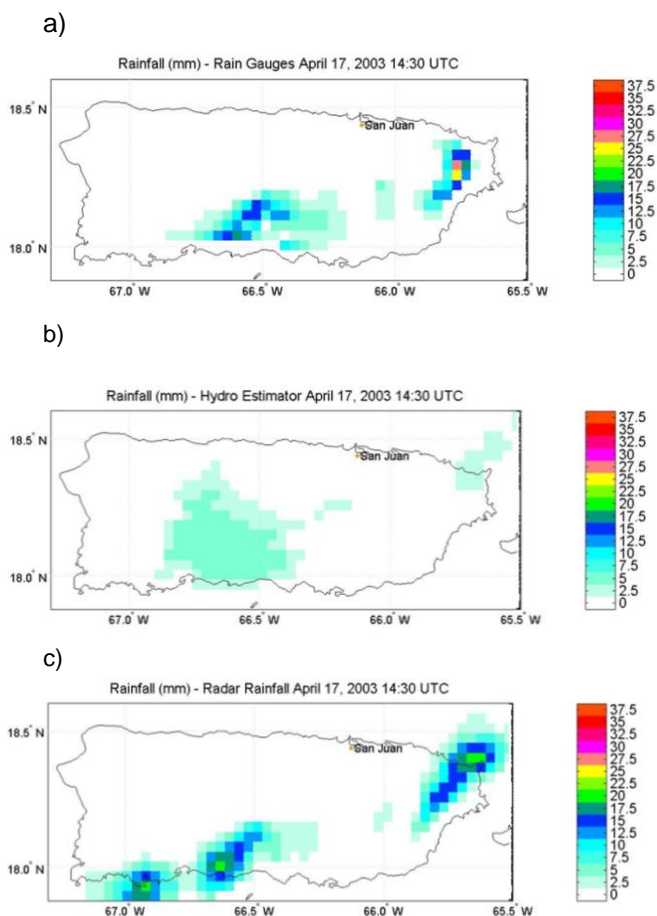 a)
Rainfall (mm) - Rain Gauges April 17, 2003 14:30 UTC
18.5° N
San Juan
18.0° N
67.0° W 66.5° W 66.0° W 65.5° W
37.5
35
32.5
30
27.5
25
22.5
20
17.5
15
12.5
10
7.5
5
2.5
0
b)
Rainfall (mm) - Hydro Estimator April 17, 2003 14:30 UTC
18.5° N
San Juan
18.0° N
67.0° W 66.5° W 66.0° W 65.5° W
37.5
35
32.5
30
27.5
25
22.5
20
17.5
15
12.5
10
7.5
5
2.5
0
c)
Rainfall (mm) - Radar Rainfall April 17, 2003 14:30 UTC
18.5° N
San Juan
18.0° N
67.0° W 66.5° W 66.0° W 65.5° W
37.5
35
32.5
30
27.5
25
22.5
20
17.5
15
12.5
10
7.5
5
2.5
0